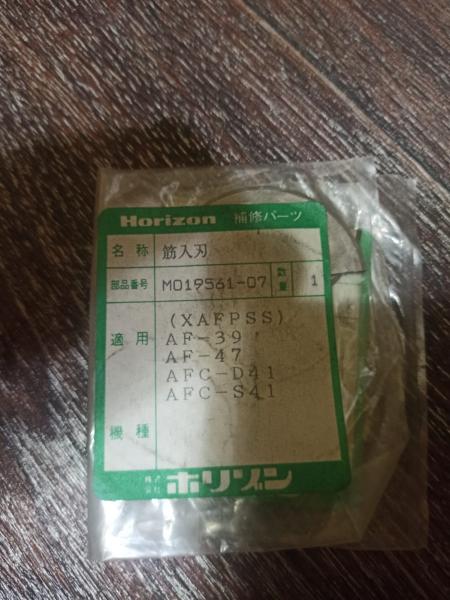 Horizon 補修パーツ
名称 筋入刃
部品番号 M019561-07 数量 1
適用機種
(XAFPSS)
AF-39
AF-47
AFC-D41
AFC-S41
株式会社 ホリゾン